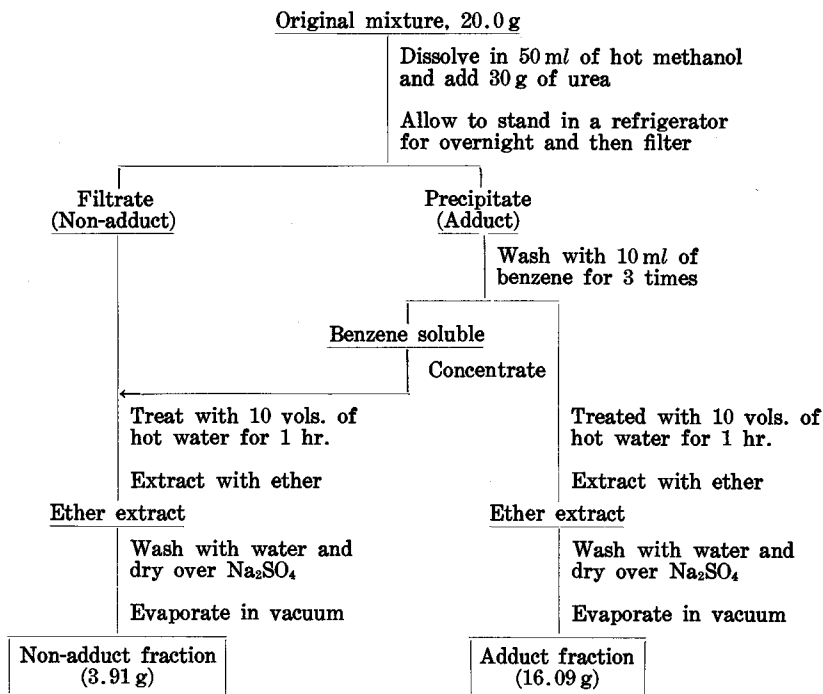 Original mixture, 20.0 g
Dissolve in 50 ml of hot methanol
and add 30 g of urea
Allow to stand in a refrigerator
for overnight and then filter
Filtrate
(Non-adduct)
Precipitate
(Adduct)
Wash with 10 ml of
benzene for 3 times
Benzene soluble
Concentrate
Treat with 10 vols. of
hot water for 1 hr.
Extract with ether
Ether extract
Wash with water and
dry over Na₂SO₄
Evaporate in vacuum
Non-adduct fraction
(3.91 g)
Treated with 10 vols. of
hot water for 1 hr.
Extract with ether
Ether extract
Wash with water and
dry over Na₂SO₄
Evaporate in vacuum
Adduct fraction
(16.09 g)